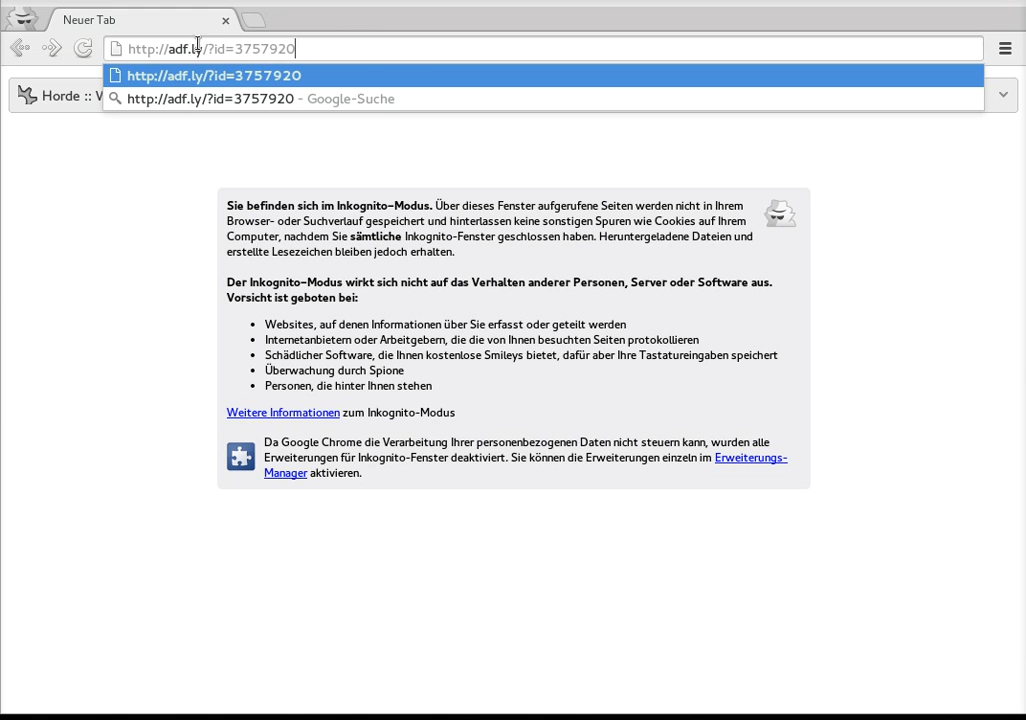 Neuer Tab
http://adf.ly/?id=3757920
http://adf.ly/?id=3757920
http://adf.ly/?id=3757920 - Google-Suche
Horde :: W
Sie befinden sich im Inkognito-Modus. Über dieses Fenster aufgerufene Seiten werden nicht in Ihrem
Browser- oder Suchverlauf gespeichert und hinterlassen keine sonstigen Spuren wie Cookies auf Ihrem
Computer, nachdem Sie sämtliche Inkognito-Fenster geschlossen haben. Heruntergeladene Dateien und
erstellte Lesezeichen bleiben jedoch erhalten.
Der Inkognito-Modus wirkt sich nicht auf das Verhalten anderer Personen, Server oder Software aus.
Vorsicht ist geboten bei:
• Websites, auf denen Informationen über Sie erfasst oder geteilt werden
• Internetanbietern oder Arbeitgebern, die die von Ihnen besuchten Seiten protokollieren
• Schädlicher Software, die Ihnen kostenlose Smileys bietet, dafür aber Ihre Tastatureingaben speichert
• Überwachung durch Spione
• Personen, die hinter Ihnen stehen
Weitere Informationen zum Inkognito-Modus
Da Google Chrome die Verarbeitung Ihrer personenbezogenen Daten nicht steuern kann, wurden alle
Erweiterungen für Inkognito-Fenster deaktiviert. Sie können die Erweiterungen einzeln im Erweiterungs-
Manager aktivieren.